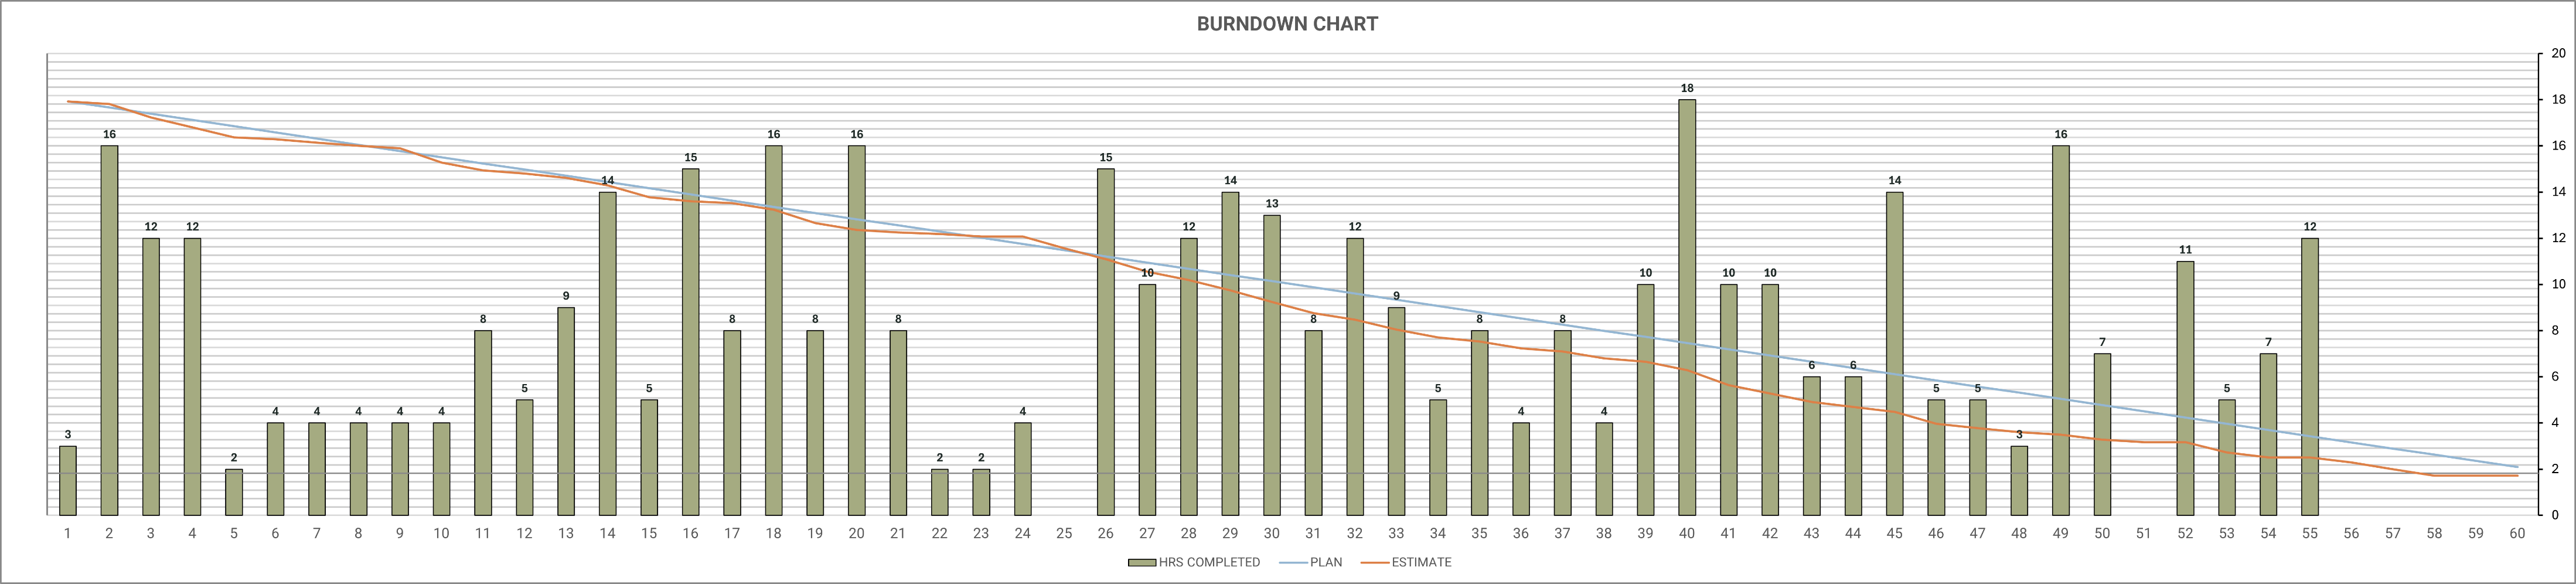 BURNDOWN CHART
20
18
18
16 16 16 16 16
15 15
14 14 14 14
13
12 12 12 12 12 12
11
10 10 10 10 10
9 9
8 8 8 8 8 8 8 8
7 7
6 6 6
5 5 5 5 5 5
4 4 4 4 4 4 4 4 4
3 3
2 2 2 2
0
1 2 3 4 5 6 7 8 9 10 11 12 13 14 15 16 17 18 19 20 21 22 23 24 25 26 27 28 29 30 31 32 33 34 35 36 37 38 39 40 41 42 43 44 45 46 47 48 49 50 51 52 53 54 55 56 57 58 59 60
HRS COMPLETED PLAN ESTIMATE